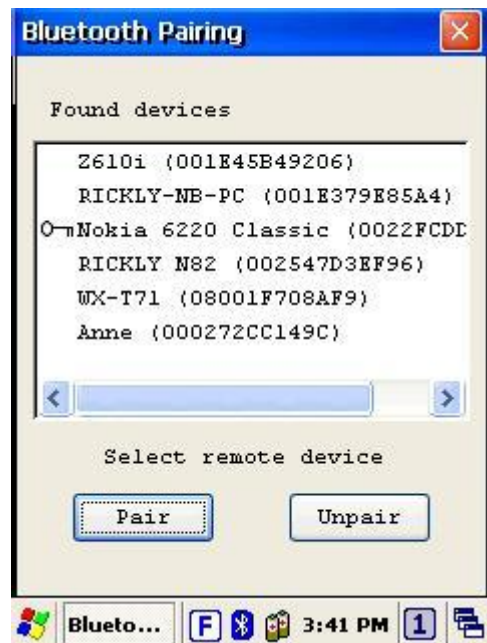 Bluetooth Pairing
Found devices
Z610i (001E45B49206)
RICKLY-NB-PC (001E379E85A4)
Nokia 6220 Classic (0022FCDD
RICKLY N82 (002547D3EF96)
WX-T71 (08001F708AF9)
Anne (000272CC149C)
Select remote device
Pair Unpair
Blueto... F 3:41 PM 1